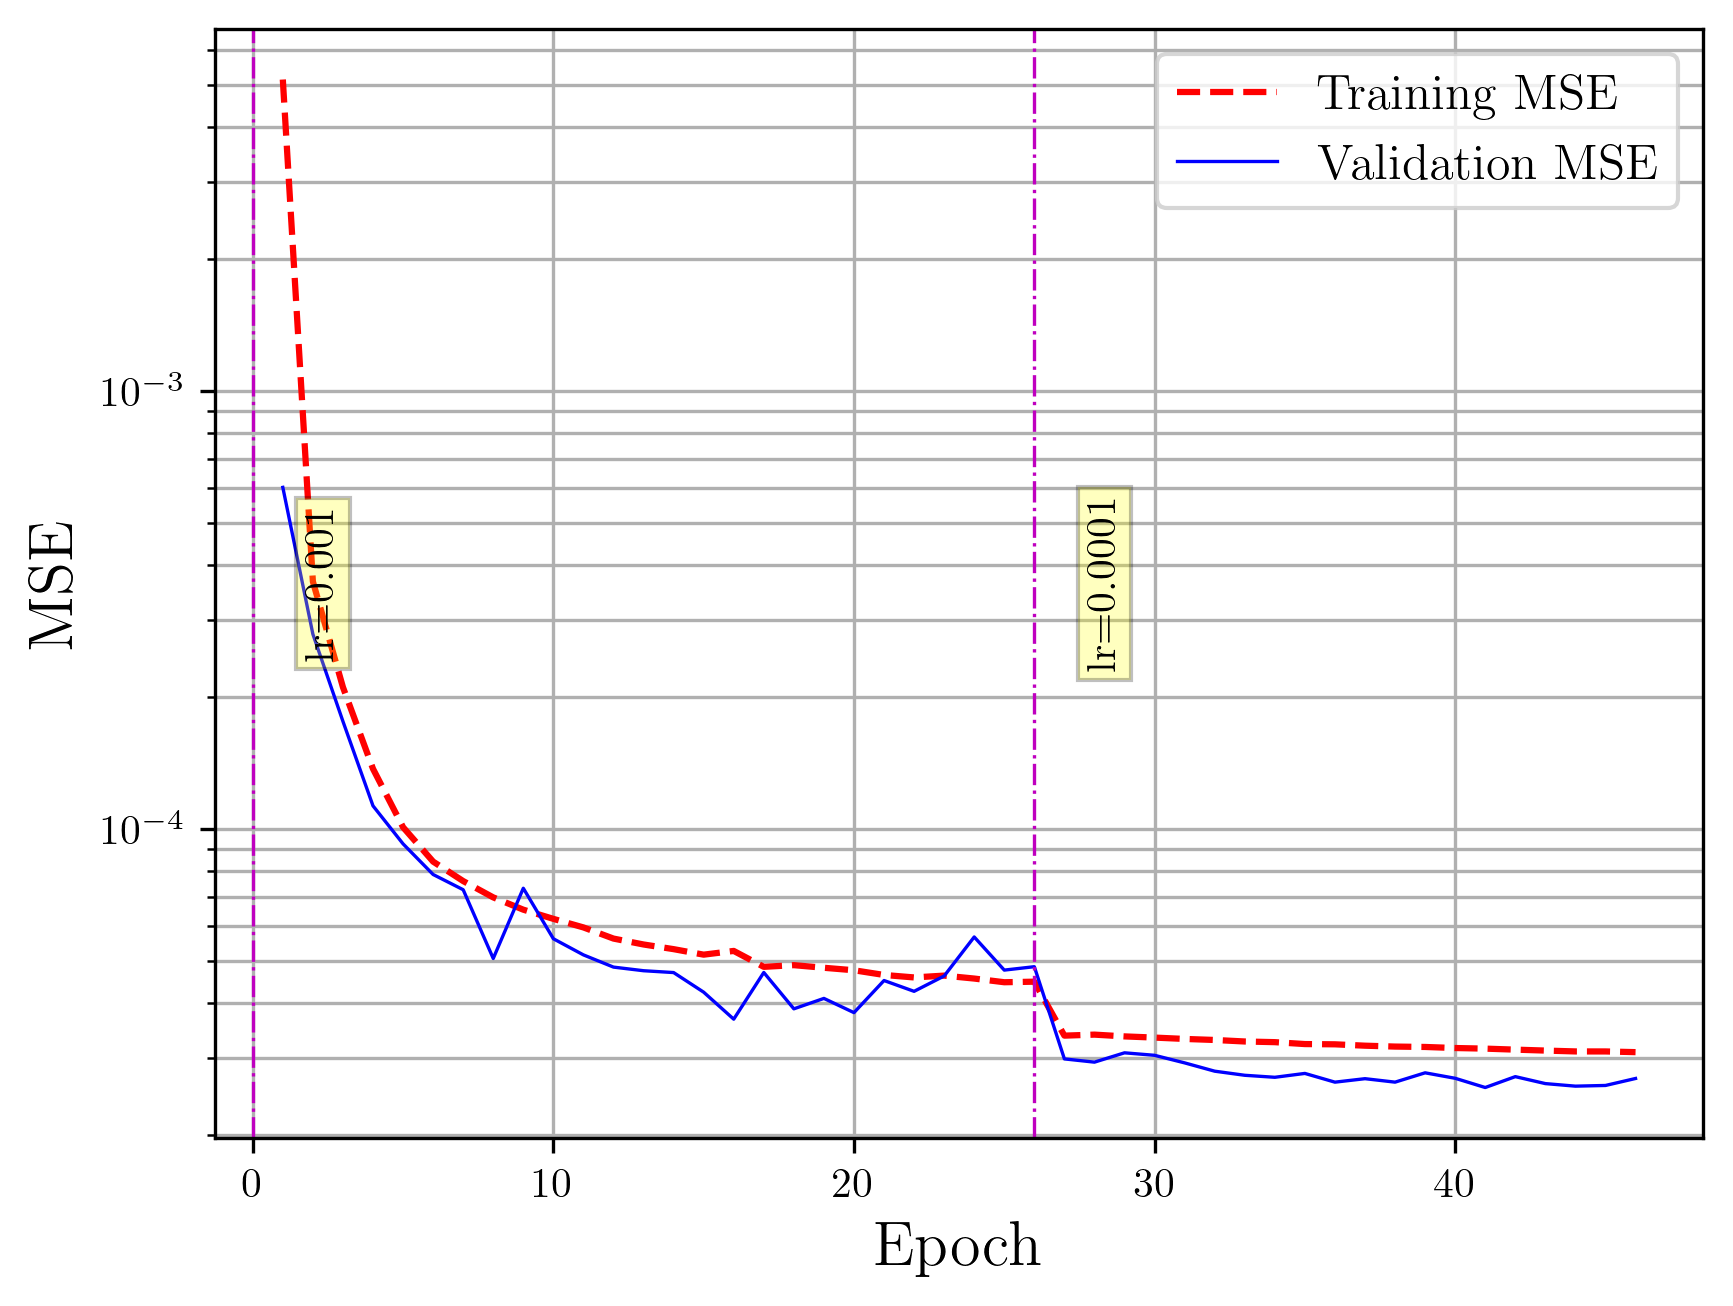 Training MSE
Validation MSE
MSE
10⁻³
10⁻⁴
lr=0.001
lr=0.0001
0 10 20 30 40
Epoch